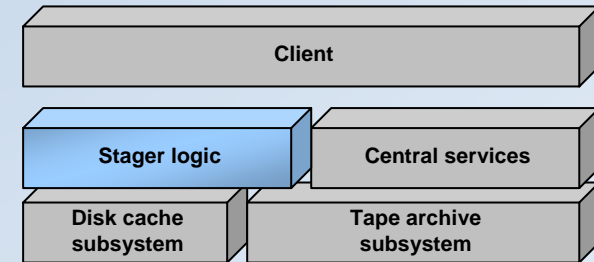 Client
Stager logic
Central services
Disk cache
subsystem
Tape archive
subsystem